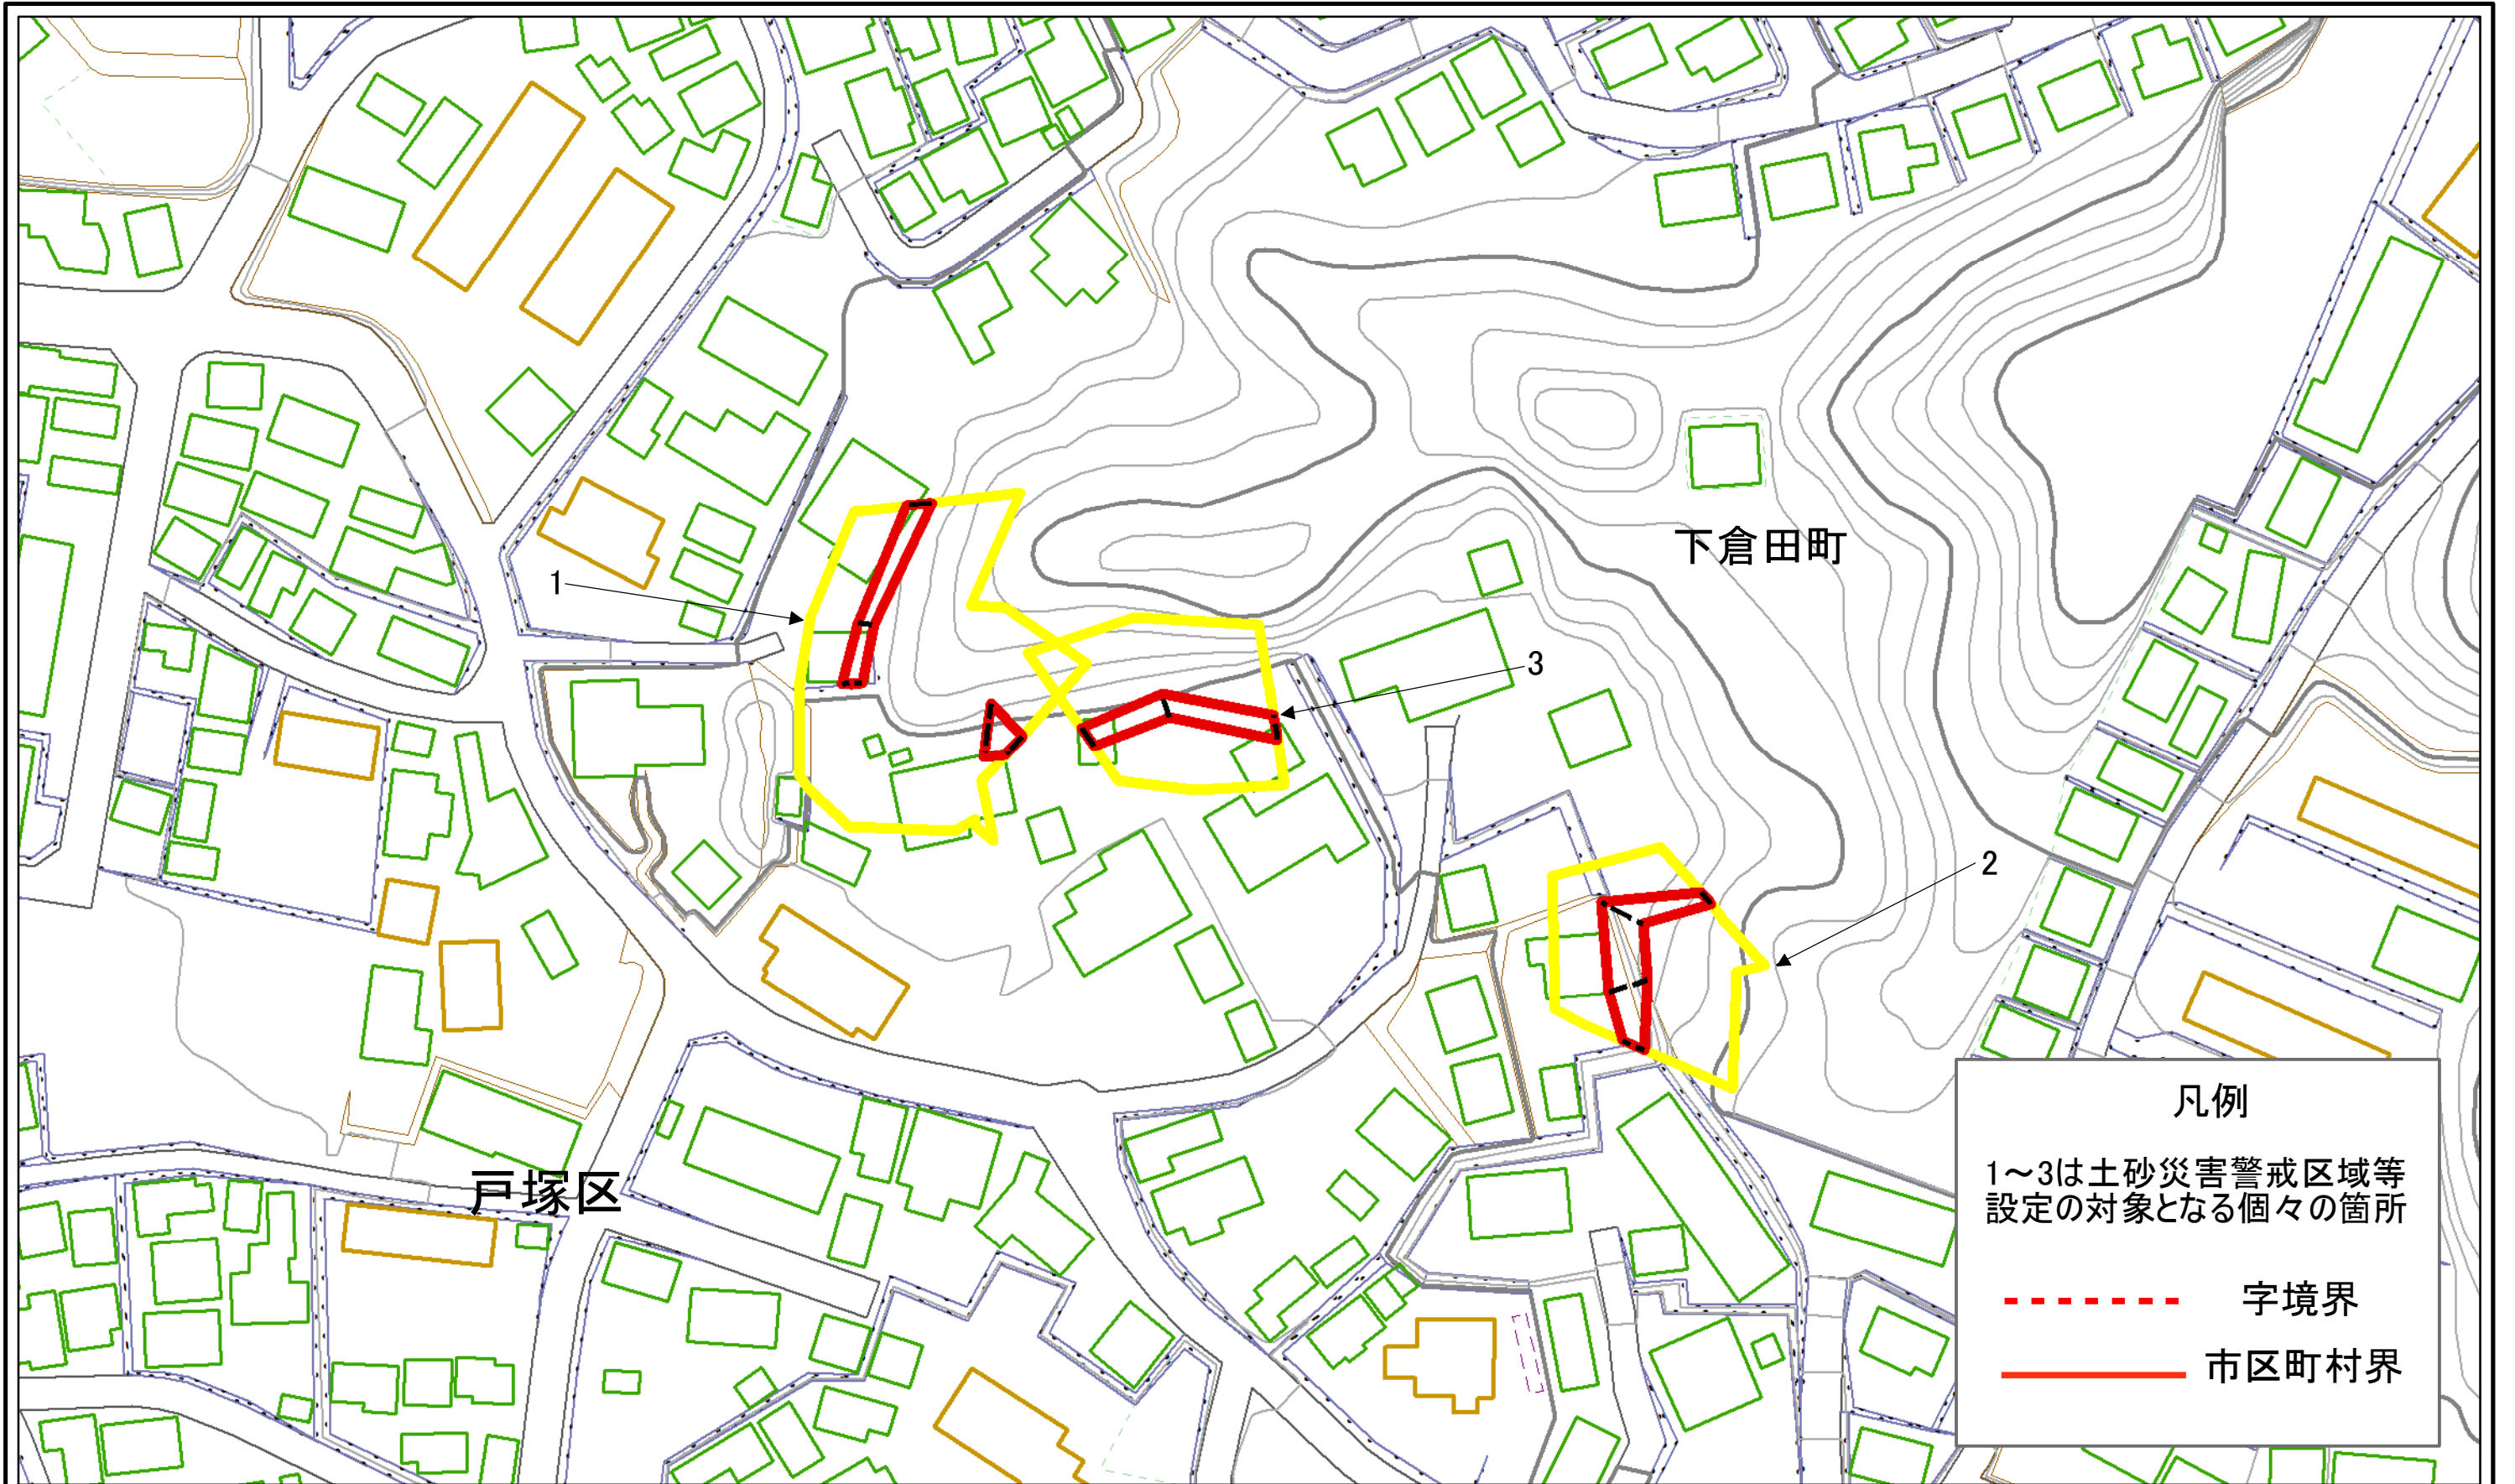 1
下倉田町
3
2
戸塚区
凡例
1～3は土砂災害警戒区域等
設定の対象となる個々の箇所
字境界
市区町村界